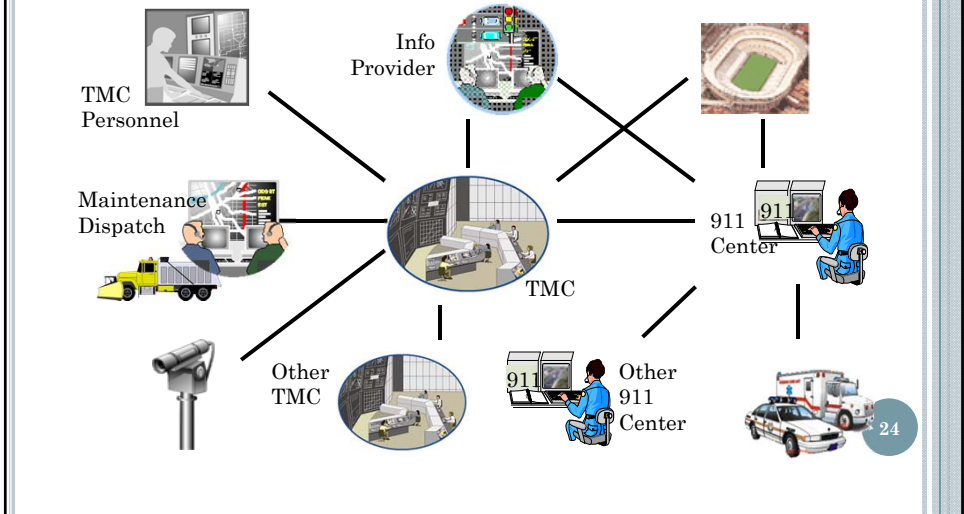 Info
Provider
TMC
Personnel
Maintenance
Dispatch
911
911
Center
TMC
Other
TMC
911
Other
911
Center
24